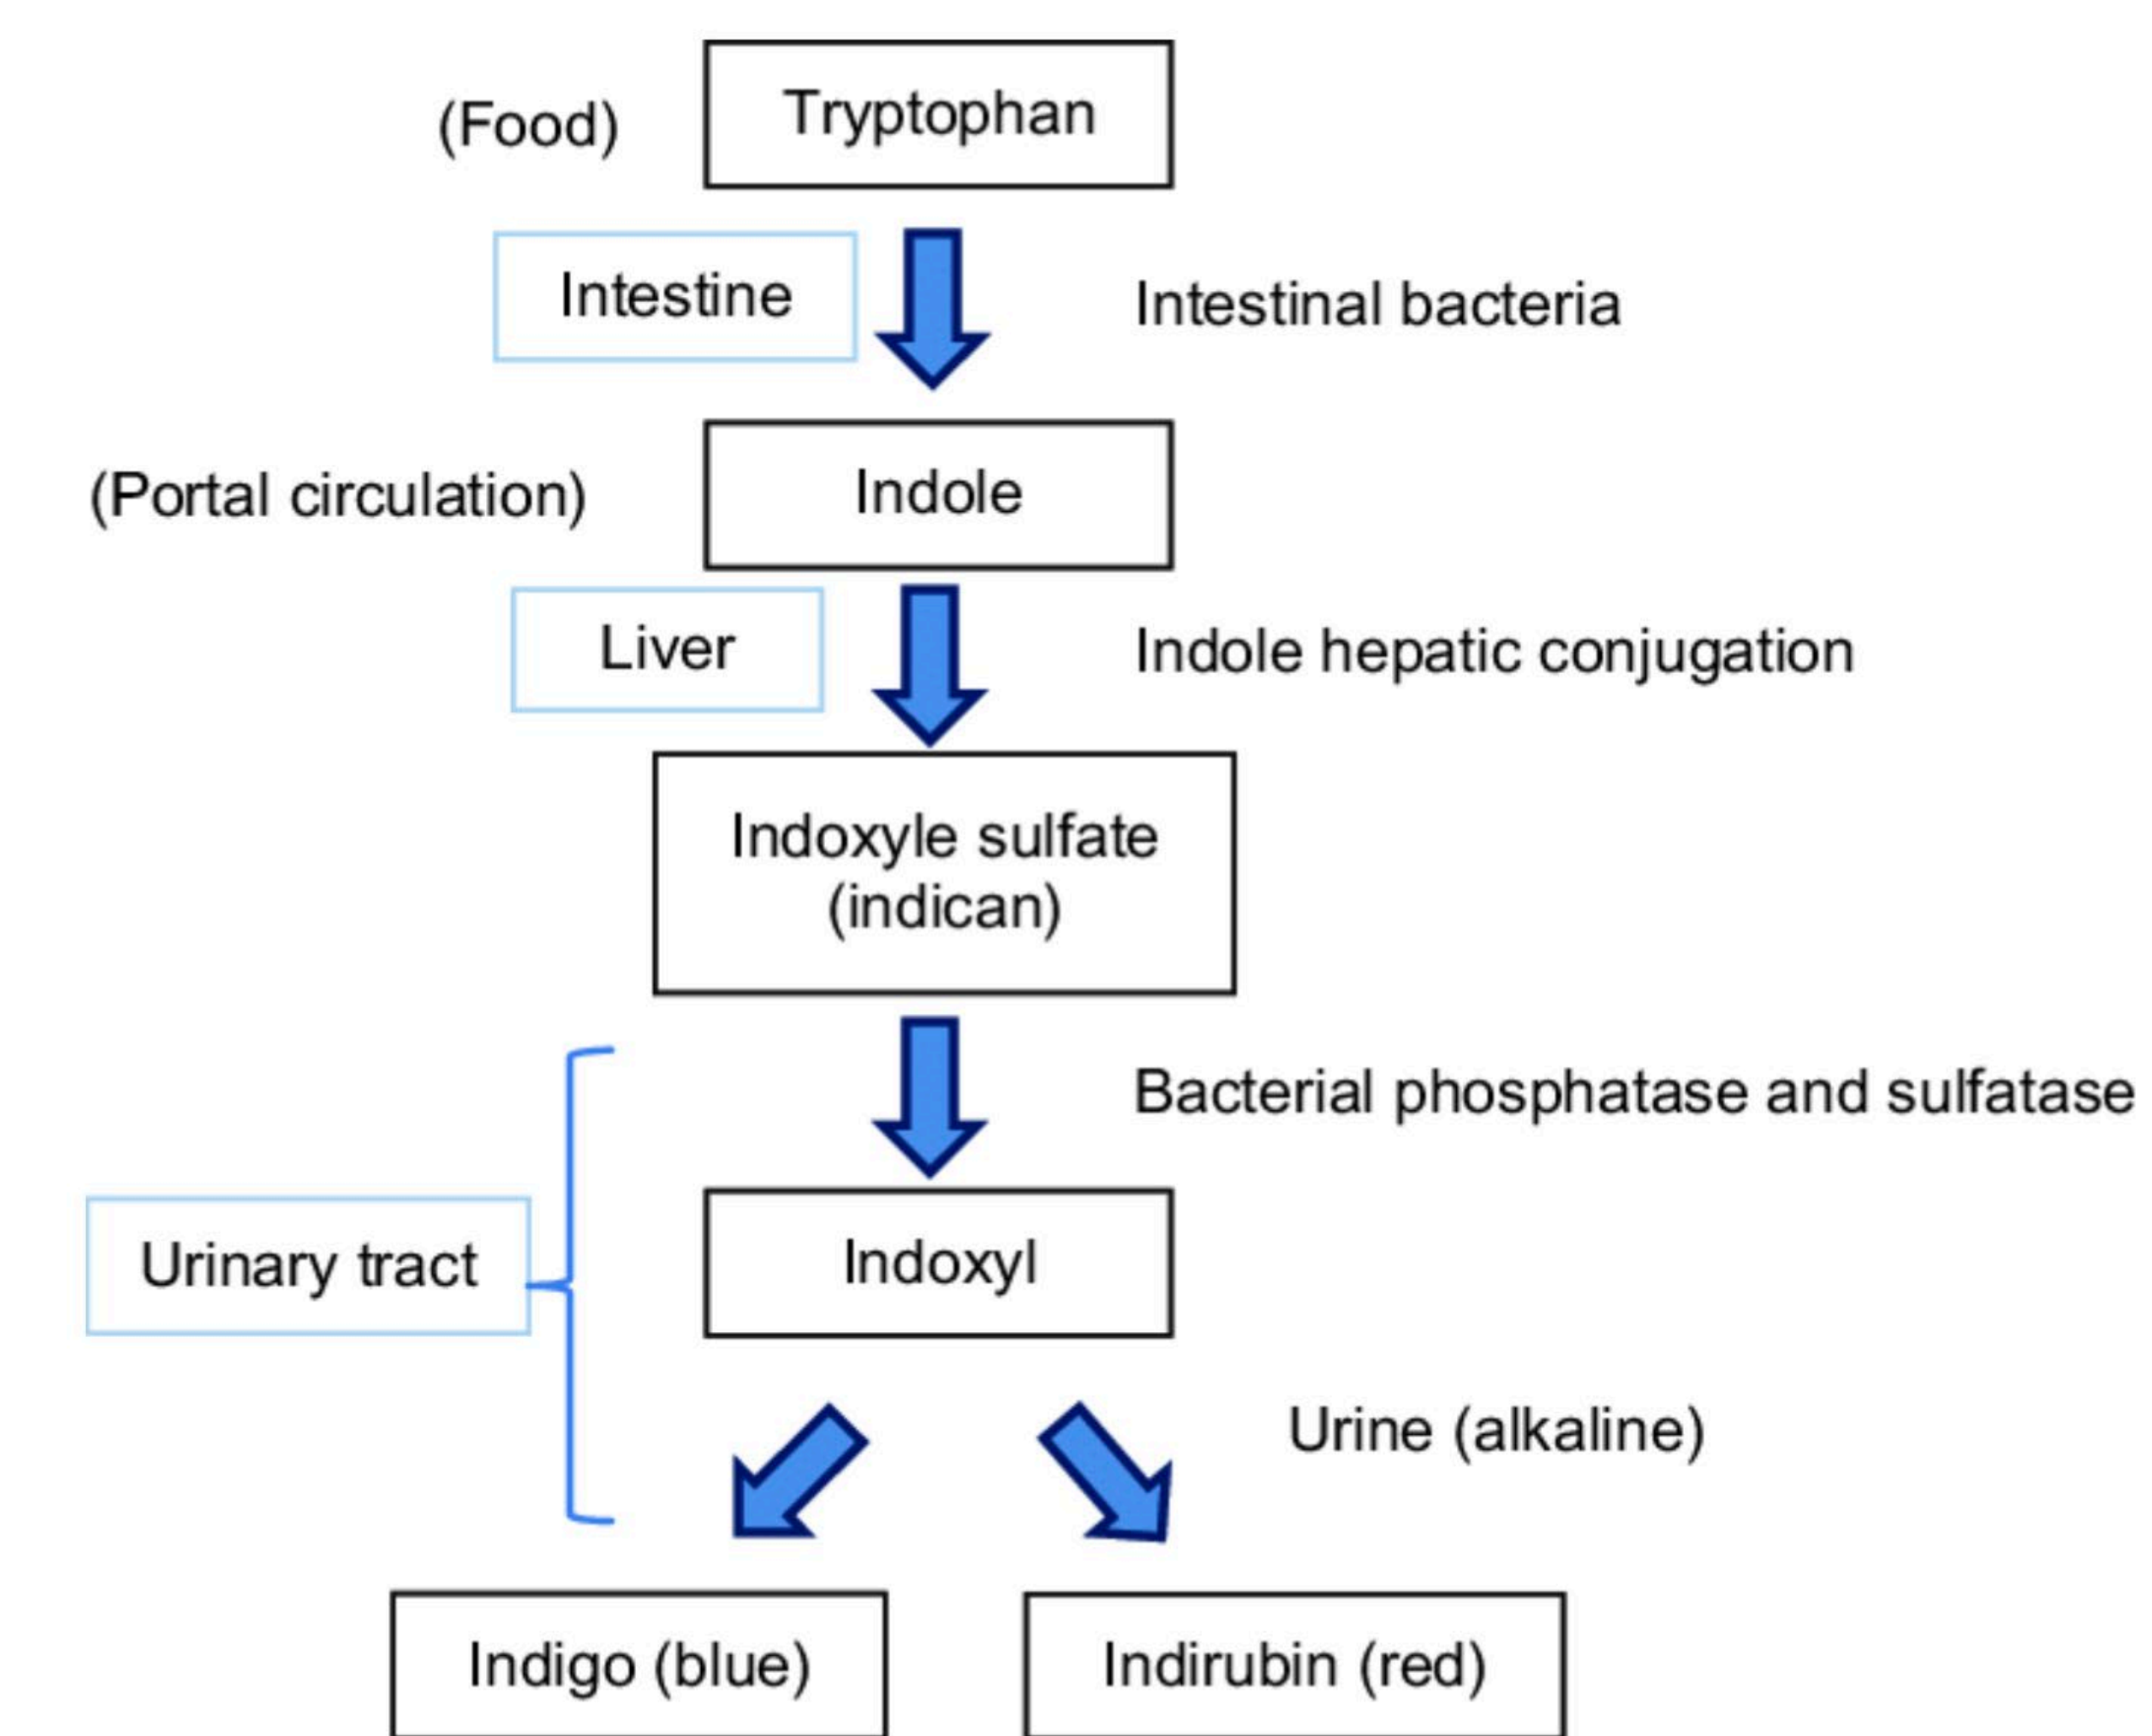 (Food)
Tryptophan
Intestine
Intestinal bacteria
(Portal circulation)
Indole
Liver
Indole hepatic conjugation
Indoxyle sulfate
(indican)
Bacterial phosphatase and sulfatase
Urinary tract
Indoxyl
Urine (alkaline)
Indigo (blue)
Indirubin (red)